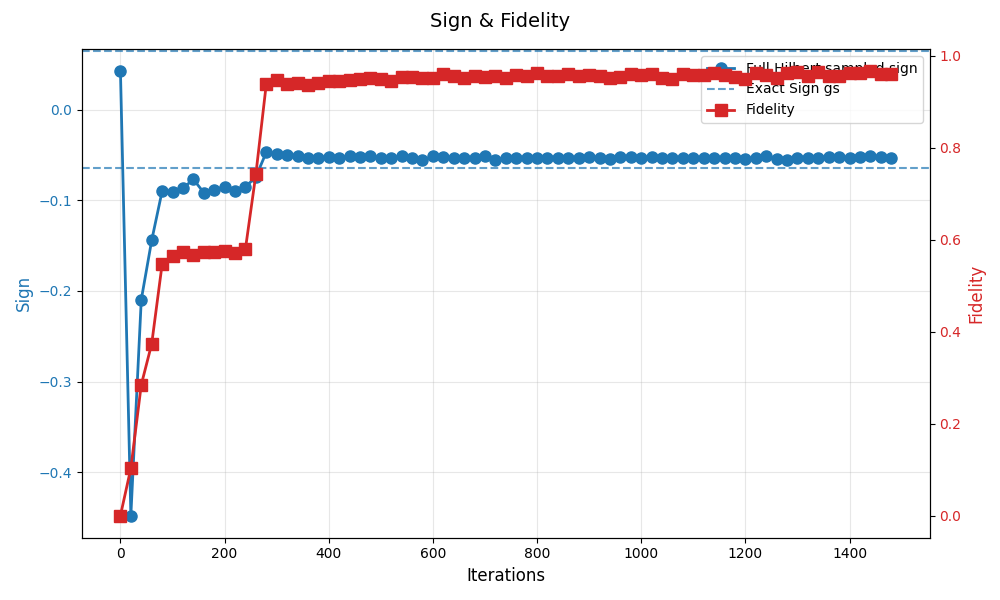 Sign & Fidelity
Full Hilbert sampled sign
Exact Sign gs
Fidelity
0.0
−0.1
−0.2
−0.3
−0.4
Sign
1.0
0.8
0.6
0.4
0.2
0.0
Fidelity
0 200 400 600 800 1000 1200 1400
Iterations